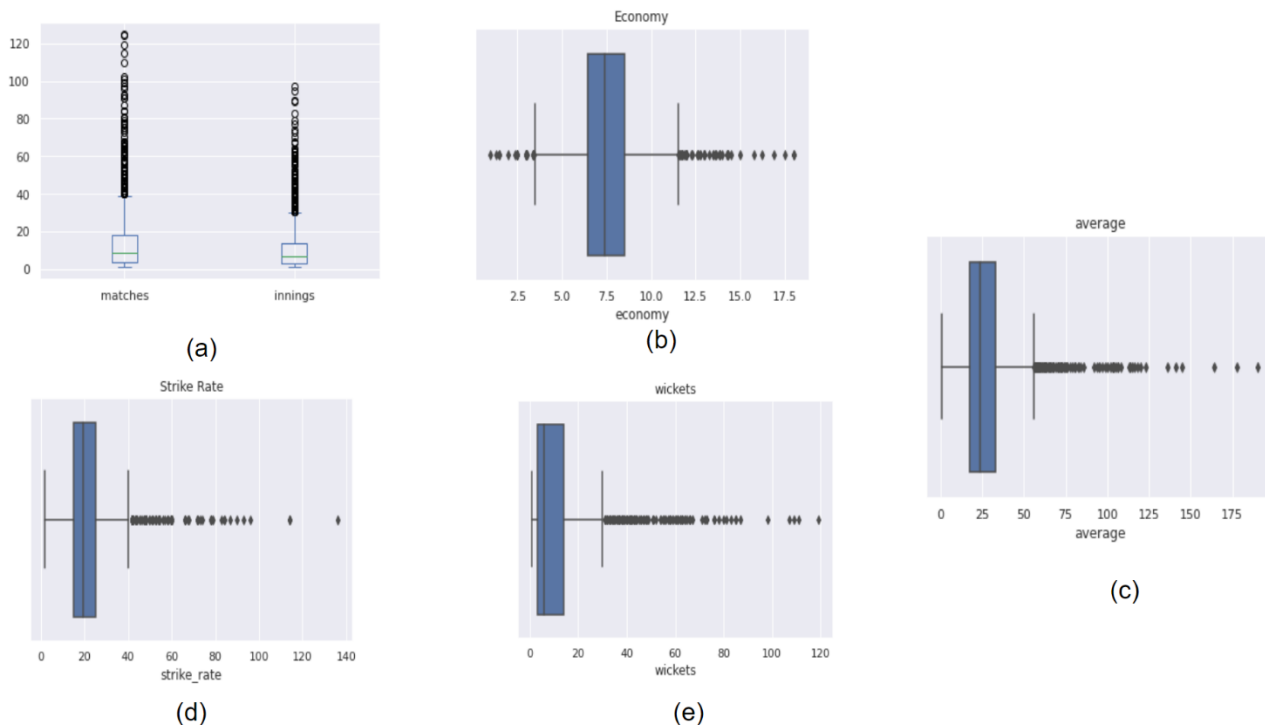 120
100
80
60
40
20
0
matches innings
(a)
Economy
2.5 5.0 7.5 10.0 12.5 15.0 17.5
economy
(b)
average
0 25 50 75 100 125 150 175
average
(c)
Strike Rate
0 20 40 60 80 100 120 140
strike_rate
(d)
wickets
0 20 40 60 80 100 120
wickets
(e)